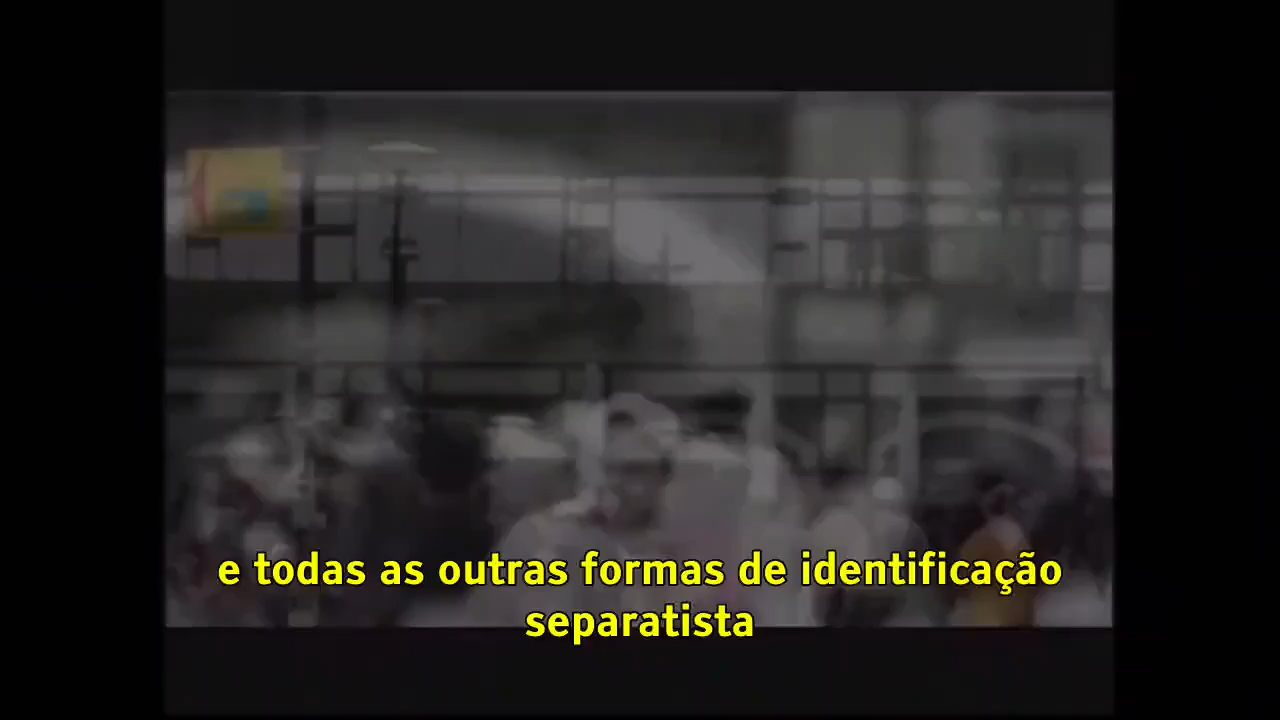 e todas as outras formas de identificação
separatista